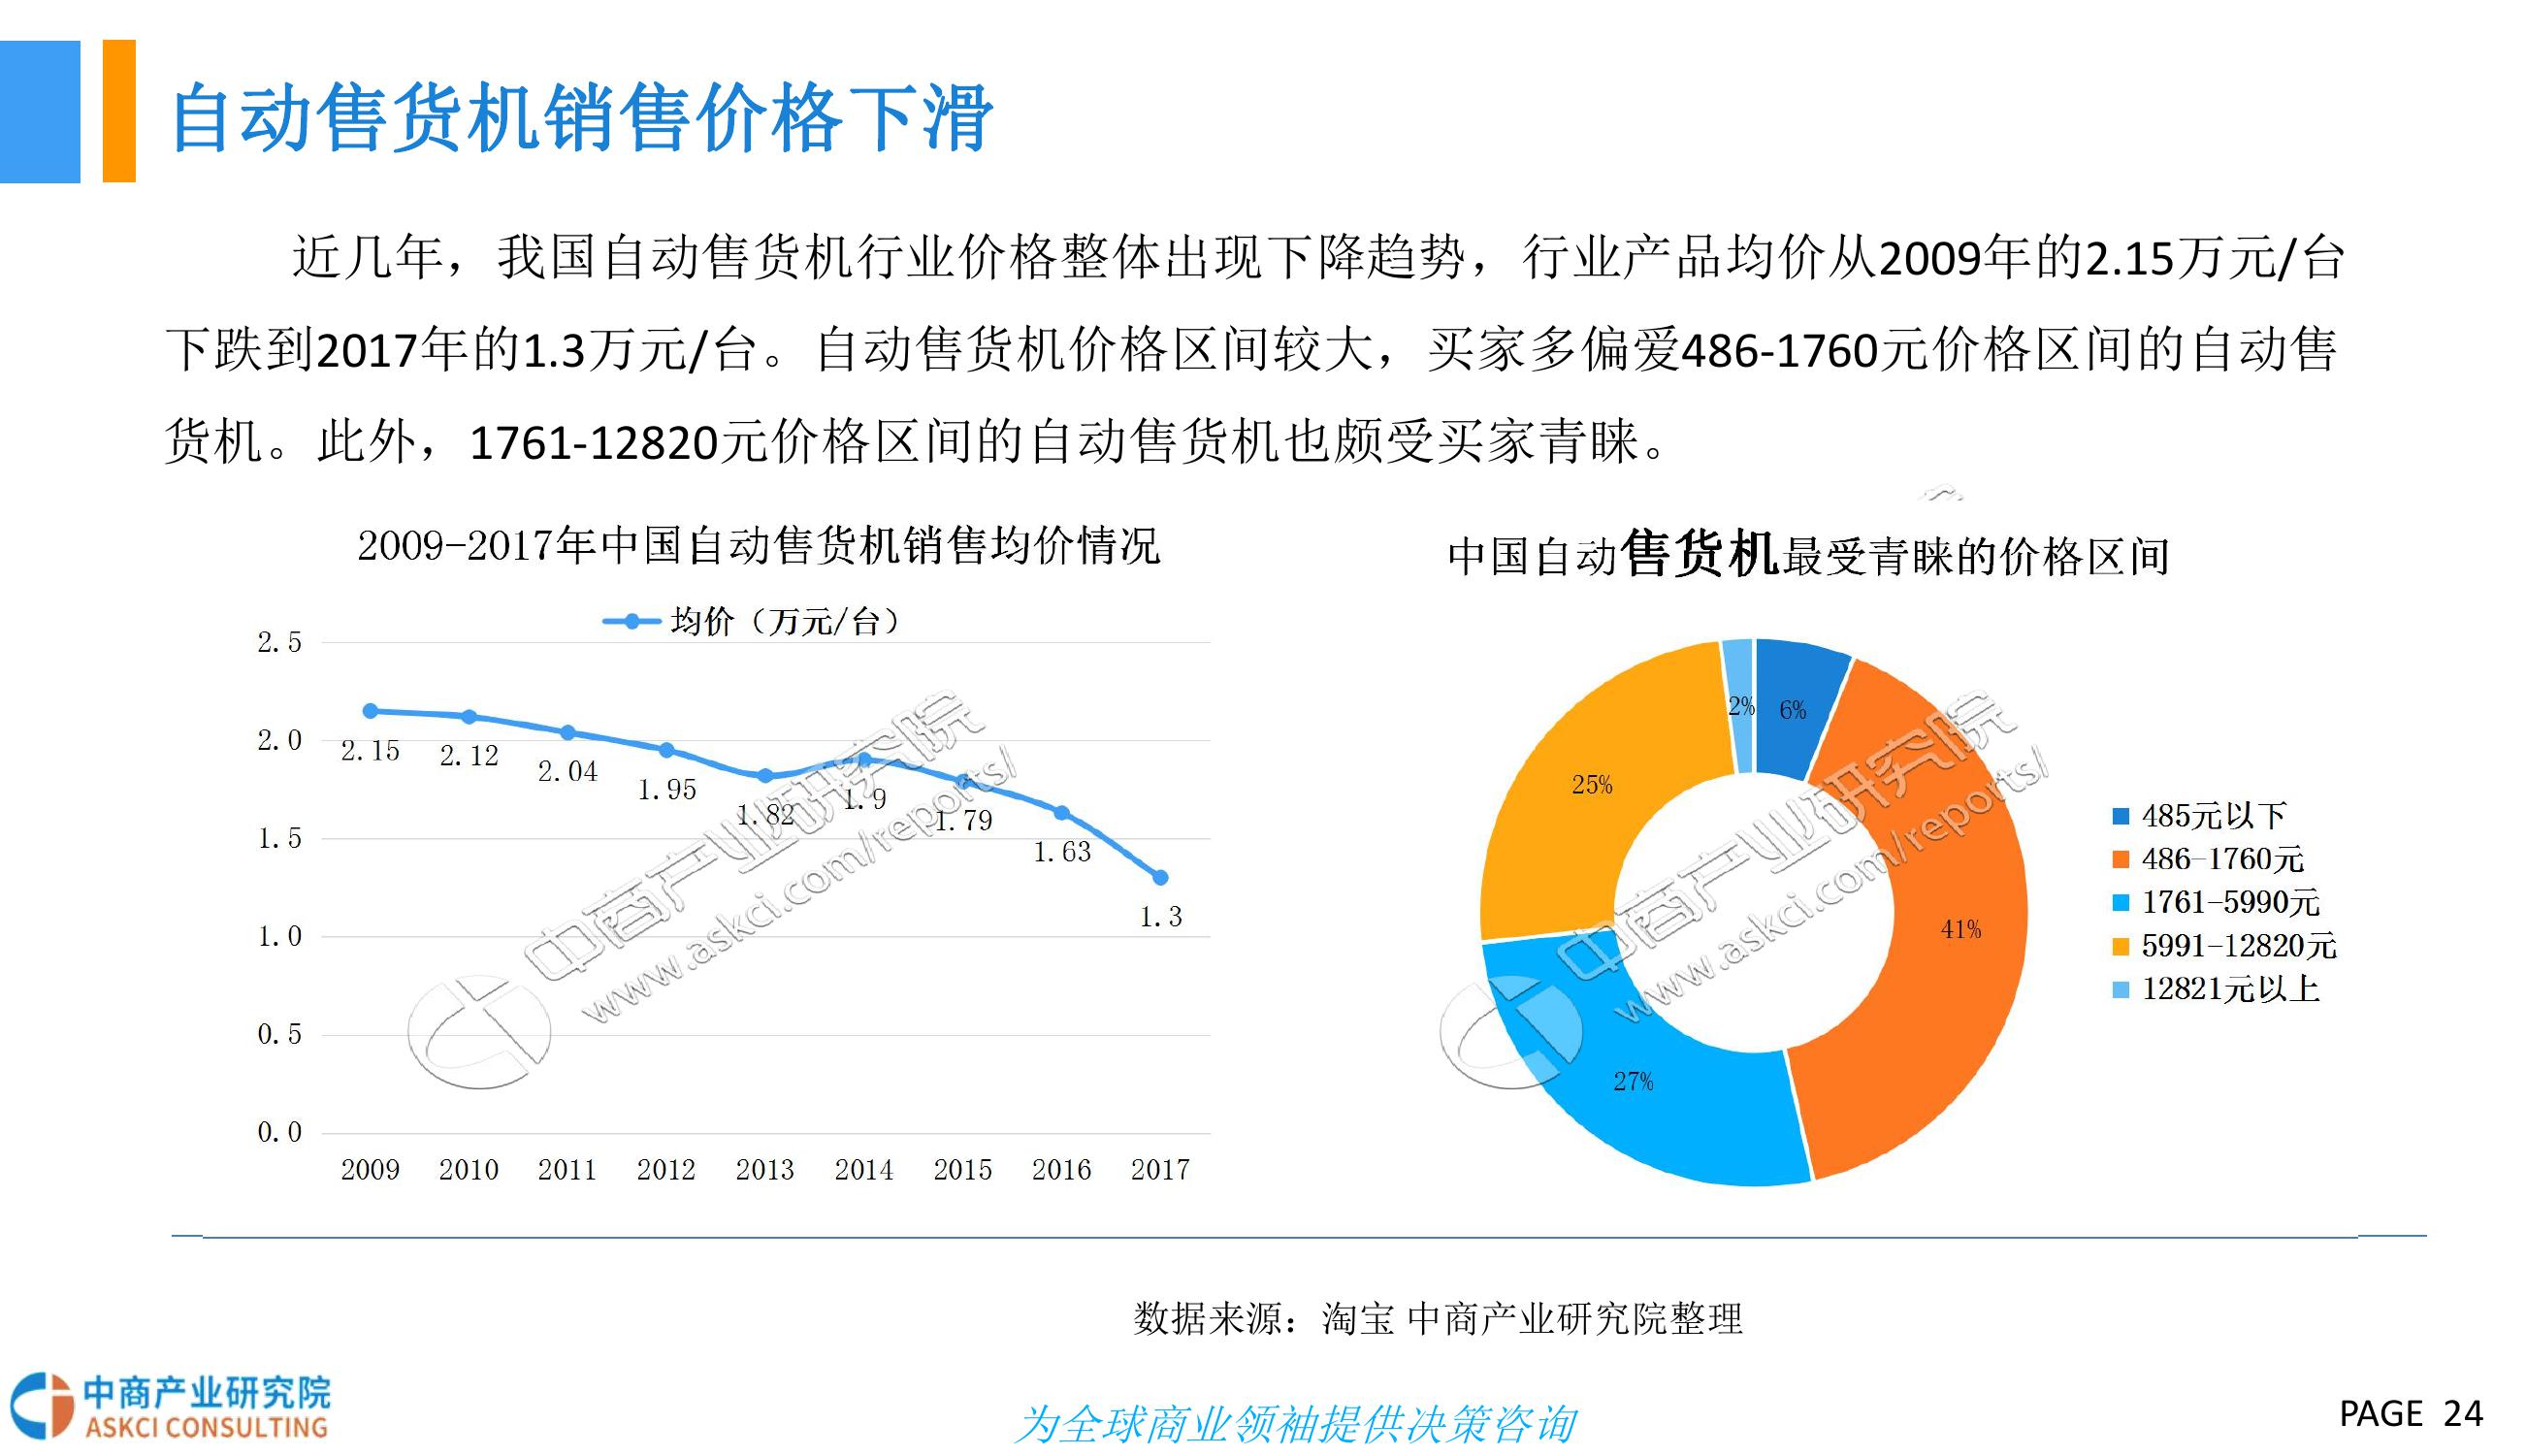 自动售货机销售价格下滑
近几年，我国自动售货机行业价格整体出现下降趋势，行业产品均价从2009年的2.15万元/台
下跌到2017年的1.3万元/台。自动售货机价格区间较大，买家多偏爱486-1760元价格区间的自动售
货机。此外，1761-12820元价格区间的自动售货机也颇受买家青睐。
2009-2017年中国自动售货机销售均价情况
均价（万元/台）
2.5
2.0
1.5
1.0
0.5
0.0
2.15
2.12
2.04
1.95
1.82
1.9
1.79
1.63
1.3
2009 2010 2011 2012 2013 2014 2015 2016 2017
中商产业研究院
www.askci.com/reports/
中国自动售货机最受青睐的价格区间
2%
6%
25%
41%
27%
485元以下
486-1760元
1761-5990元
5991-12820元
12821元以上
中商产业研究院
www.askci.com/reports/
数据来源：淘宝 中商产业研究院整理
中商产业研究院
ASKCI CONSULTING
为全球商业领袖提供决策咨询
PAGE 24